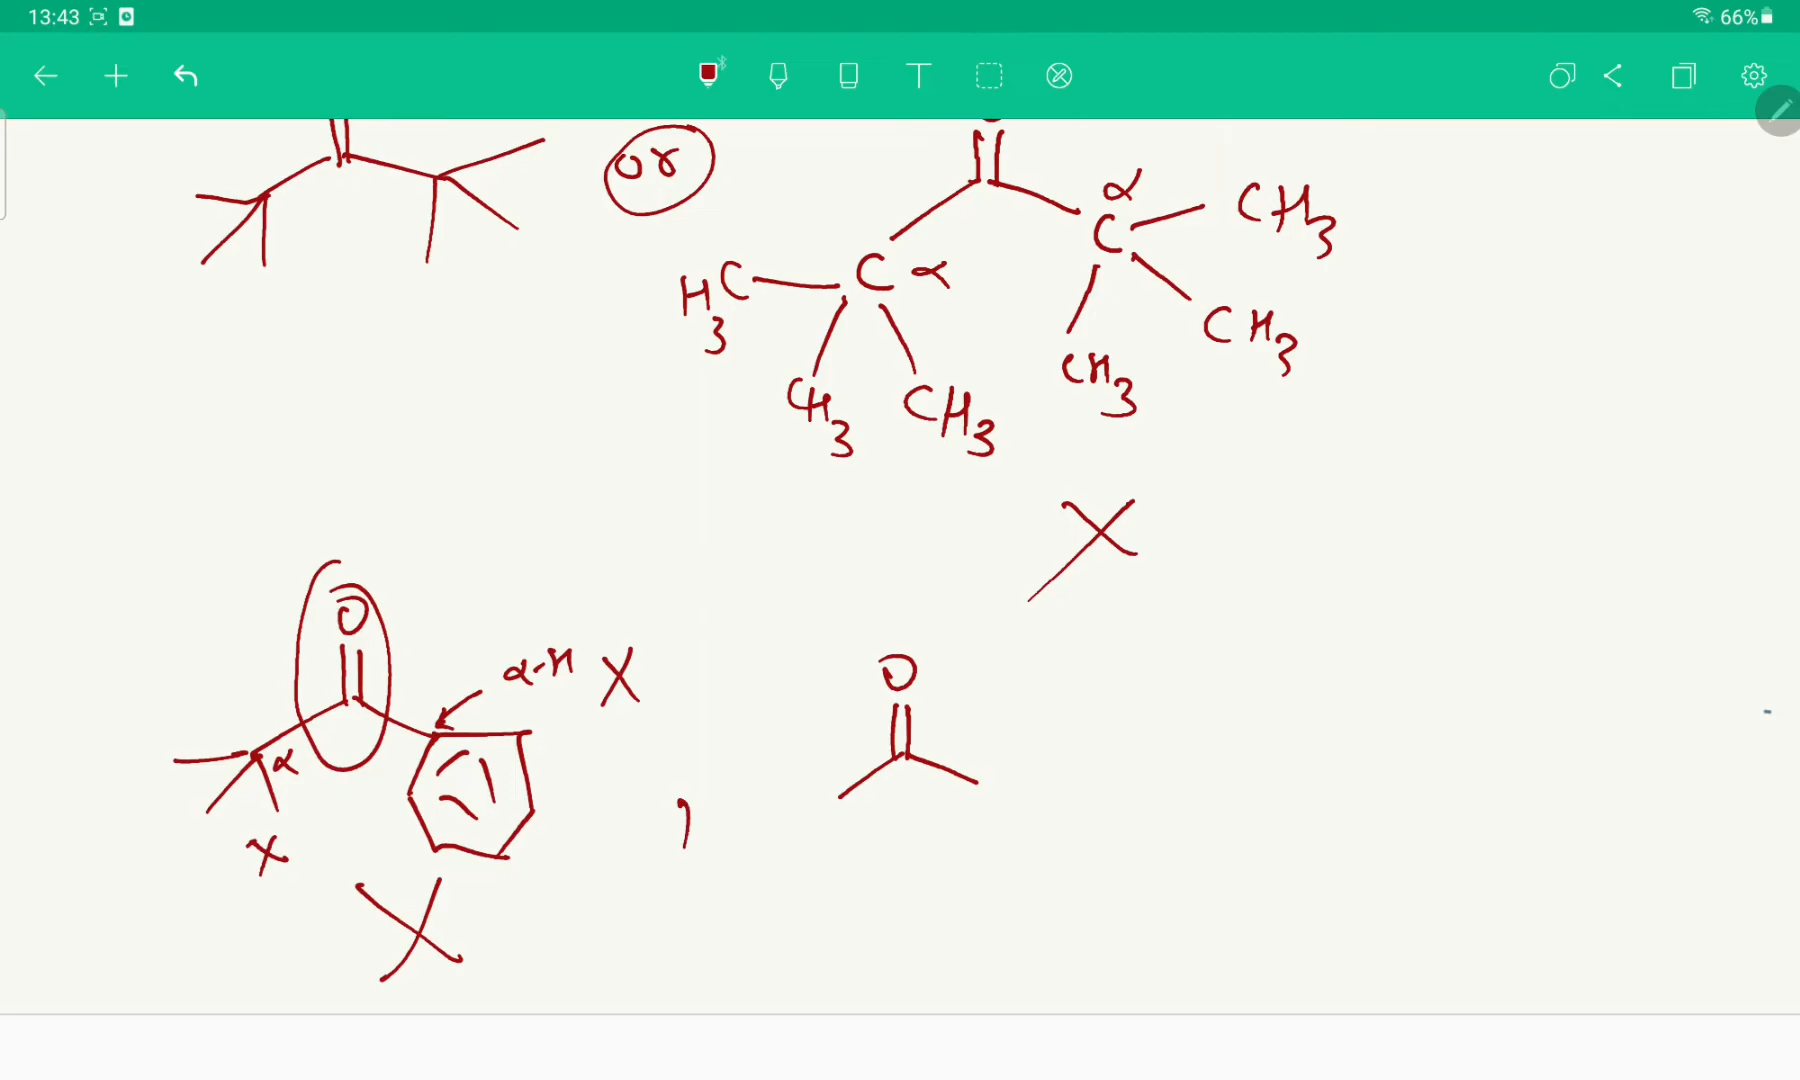 13:43
66%
T
or
α
CH3
C
H3C
C α
CH3
CH3
CH3
CH3
X
O
α-H X
O
α
X
X